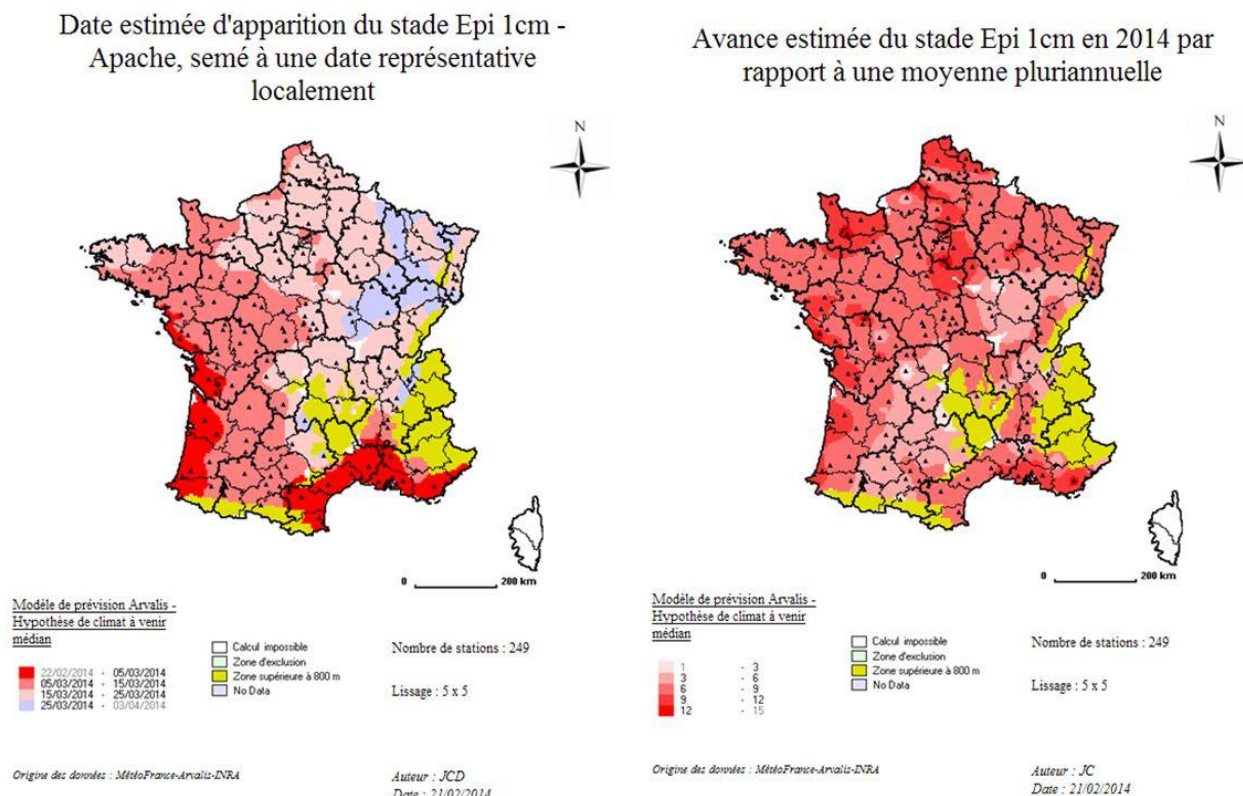 Date estimée d'apparition du stade Epi 1cm -
Apache, semé à une date représentative
localement
N
0 200 km
Modèle de prévision Arvalis -
Hypothèse de climat à venir
médian
22/02/2014 - 05/03/2014
05/03/2014 - 15/03/2014
15/03/2014 - 25/03/2014
25/03/2014 - 03/04/2014
Calcul impossible
Zone d'exclusion
Zone supérieure à 800 m
No Data
Nombre de stations : 249
Lissage : 5 x 5
Origine des données : MétéoFrance-Arvalis-INRA
Auteur : JCD
Date : 21/02/2014
Avance estimée du stade Epi 1cm en 2014 par
rapport à une moyenne pluriannuelle
N
0 200 km
Modèle de prévision Arvalis -
Hypothèse de climat à venir
médian
1 - 3
3 - 6
6 - 9
9 - 12
12 - 15
Calcul impossible
Zone d'exclusion
Zone supérieure à 800 m
No Data
Nombre de stations : 249
Lissage : 5 x 5
Origine des données : MétéoFrance-Arvalis-INRA
Auteur : JC
Date : 21/02/2014